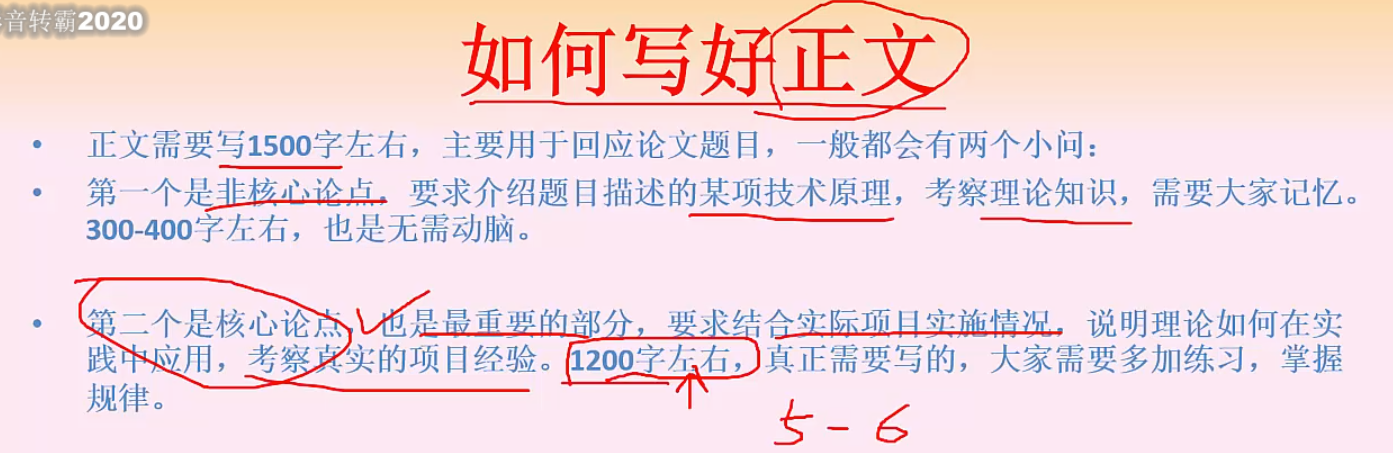 音转霸2020
如何写好正文
• 正文需要写1500字左右，主要用于回应论文题目，一般都会有两个小问：
• 第一个是非核心论点，要求介绍题目描述的某项技术原理，考察理论知识，需要大家记忆。
300-400字左右，也是无需动脑。
• 第二个是核心论点，也是最重要的部分，要求结合实际项目实施情况，说明理论如何在实
践中应用，考察真实的项目经验。1200字左右，真正需要写的，大家需要多加练习，掌握
规律。
5-6